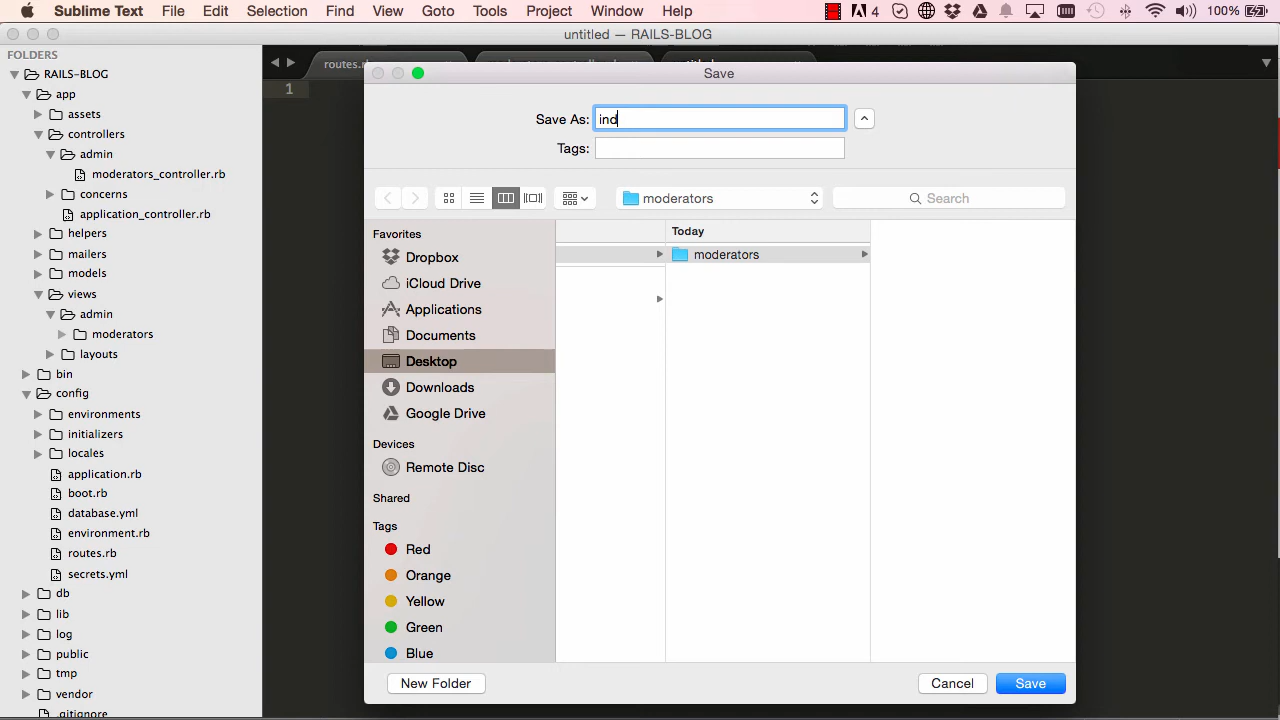 Sublime Text File Edit Selection Find View Goto Tools Project Window Help 4 100%
untitled — RAILS-BLOG
FOLDERS
RAILS-BLOG
app
assets
controllers
admin
moderators_controller.rb
concerns
application_controller.rb
helpers
mailers
models
views
admin
moderators
layouts
bin
config
environments
initializers
locales
application.rb
boot.rb
database.yml
environment.rb
routes.rb
secrets.yml
db
lib
log
public
tmp
vendor
.gitignore
1
Save
Save As: ind
Tags:
moderators
Search
Favorites
Dropbox
iCloud Drive
Applications
Documents
Desktop
Downloads
Google Drive
Devices
Remote Disc
Shared
Tags
Red
Orange
Yellow
Green
Blue
Today
moderators
New Folder
Cancel
Save